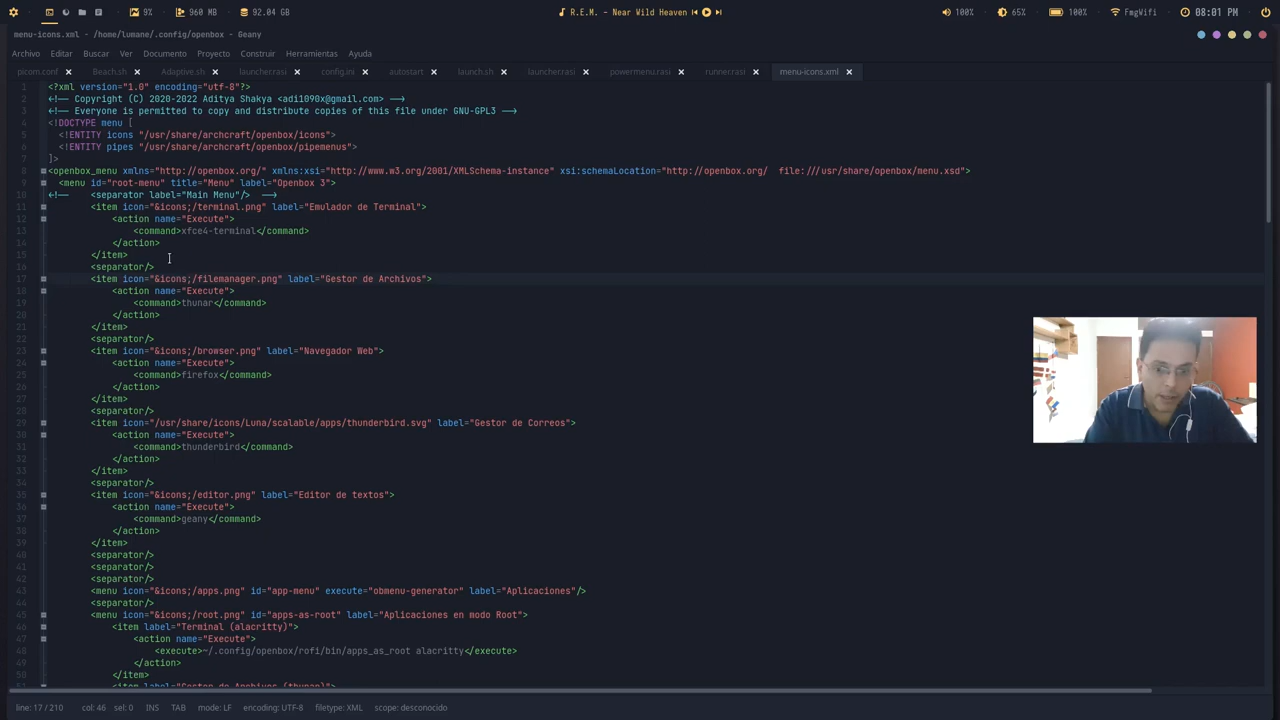 9% 960 MB 92.04 GB R.E.M. - Near Wild Heaven 100% 65% 100% FmgWifi 08:01 PM
menu-icons.xml - /home/lumane/.config/openbox - Geany
Archivo Editar Buscar Ver Documento Proyecto Construir Herramientas Ayuda
picom.conf Beach.sh Adaptive.sh launcher.rasi config.ini autostart launch.sh launcher.rasi powermenu.rasi runner.rasi menu-icons.xml
1 <?xml version="1.0" encoding="utf-8"?>
2 <!-- Copyright (C) 2020-2022 Aditya Shakya <adi1090x@gmail.com> -->
3 <!-- Everyone is permitted to copy and distribute copies of this file under GNU-GPL3 -->
4 <!DOCTYPE menu [
5 <!ENTITY icons "/usr/share/archcraft/openbox/icons">
6 <!ENTITY pipes "/usr/share/archcraft/openbox/pipemenus">
7 ]>
8 <openbox_menu xmlns="http://openbox.org/" xmlns:xsi="http://www.w3.org/2001/XMLSchema-instance" xsi:schemaLocation="http://openbox.org/ file:///usr/share/openbox/menu.xsd">
9 <menu id="root-menu" title="Menu" label="Openbox 3">
10 <!-- <separator label="Main Menu"/> -->
11 <item icon="&icons;/terminal.png" label="Emulador de Terminal">
12 <action name="Execute">
13 <command>xfce4-terminal</command>
14 </action>
15 </item>
16 <separator/>
17 <item icon="&icons;/filemanager.png" label="Gestor de Archivos">
18 <action name="Execute">
19 <command>thunar</command>
20 </action>
21 </item>
22 <separator/>
23 <item icon="&icons;/browser.png" label="Navegador Web">
24 <action name="Execute">
25 <command>firefox</command>
26 </action>
27 </item>
28 <separator/>
29 <item icon="/usr/share/icons/Luna/scalable/apps/thunderbird.svg" label="Gestor de Correos">
30 <action name="Execute">
31 <command>thunderbird</command>
32 </action>
33 </item>
34 <separator/>
35 <item icon="&icons;/editor.png" label="Editor de textos">
36 <action name="Execute">
37 <command>geany</command>
38 </action>
39 </item>
40 <separator/>
41 <separator/>
42 <separator/>
43 <menu icon="&icons;/apps.png" id="app-menu" execute="obmenu-generator" label="Aplicaciones"/>
44 <separator/>
45 <menu icon="&icons;/root.png" id="apps-as-root" label="Aplicaciones en modo Root">
46 <item label="Terminal (alacritty)">
47 <action name="Execute">
48 <execute>~/.config/openbox/rofi/bin/apps_as_root alacritty</execute>
49 </action>
50 </item>
51 <item label="Gestor de Archivos (thunar)">
line: 17 / 210 col: 46 sel: 0 INS TAB mode: LF encoding: UTF-8 filetype: XML scope: desconocido